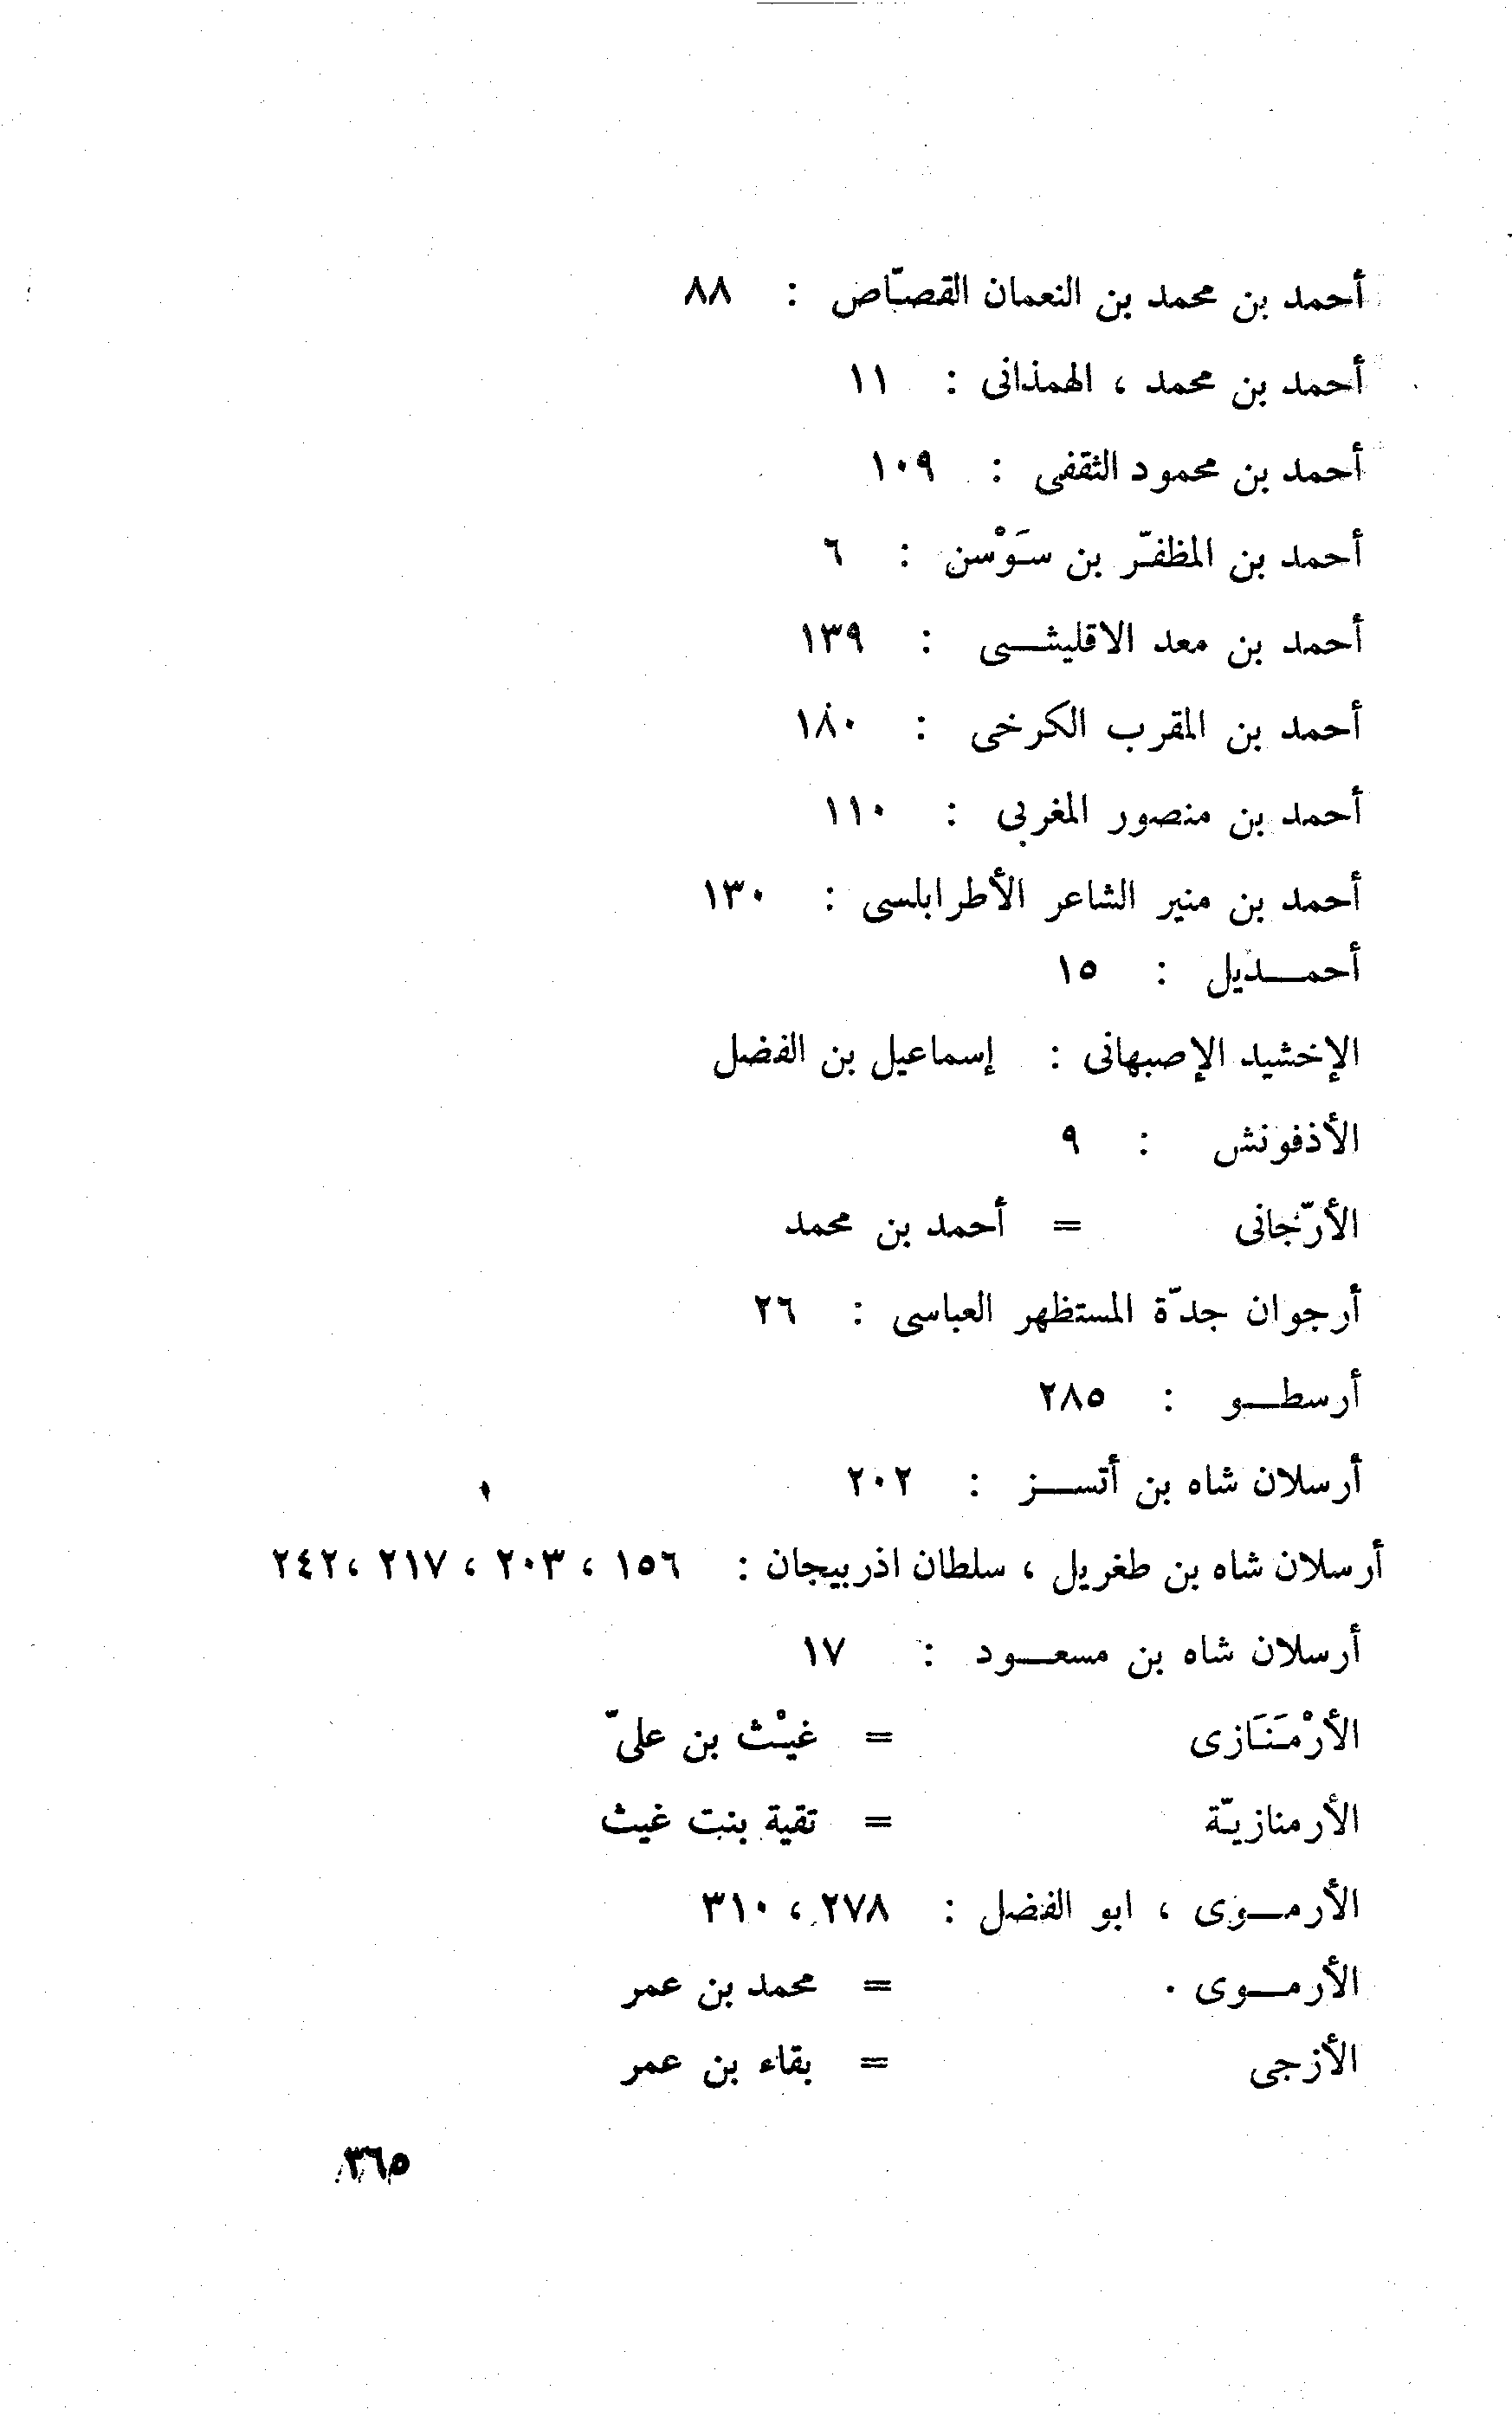 أحمد بن محمد بن النعمان القصّاص : ٨٨
أحمد بن محمد ، الهمذانى : ١١
أحمد بن محمود الثقفى : ١٠٩
أحمد بن المظفّر بن سَوْسن : ٦
أحمد بن معد الاقليشى : ١٣٩
أحمد بن المقرب الكرخى : ١٨٠
أحمد بن منصور المغربى : ١١٠
أحمد بن منير الشاعر الأطرابلسى : ١٣٠
أحمديل : ١٥
الإخشيد الإصبهانى : إسماعيل بن الفضل
الأذفونش : ٩
الأرّجانى = أحمد بن محمد
أرجوان جدّة المستظهر العباسى : ٢٦
أرسطو : ٢٨٥
أرسلان شاه بن أتسز : ٢٠٢
أرسلان شاه بن طغريل ، سلطان اذربيجان : ١٥٦ ، ٢٠٣ ، ٢١٧ ، ٢٤٢
أرسلان شاه بن مسعود : ١٧
الأرْمَنَازى = غيْث بن علىّ
الأرمنازيّة = تقية بنت غيث
الأرموى ، ابو الفضل : ٢٧٨ ، ٣١٠
الأرموى . = محمد بن عمر
الأزجى = بقاء بن عمر
٣٦٥